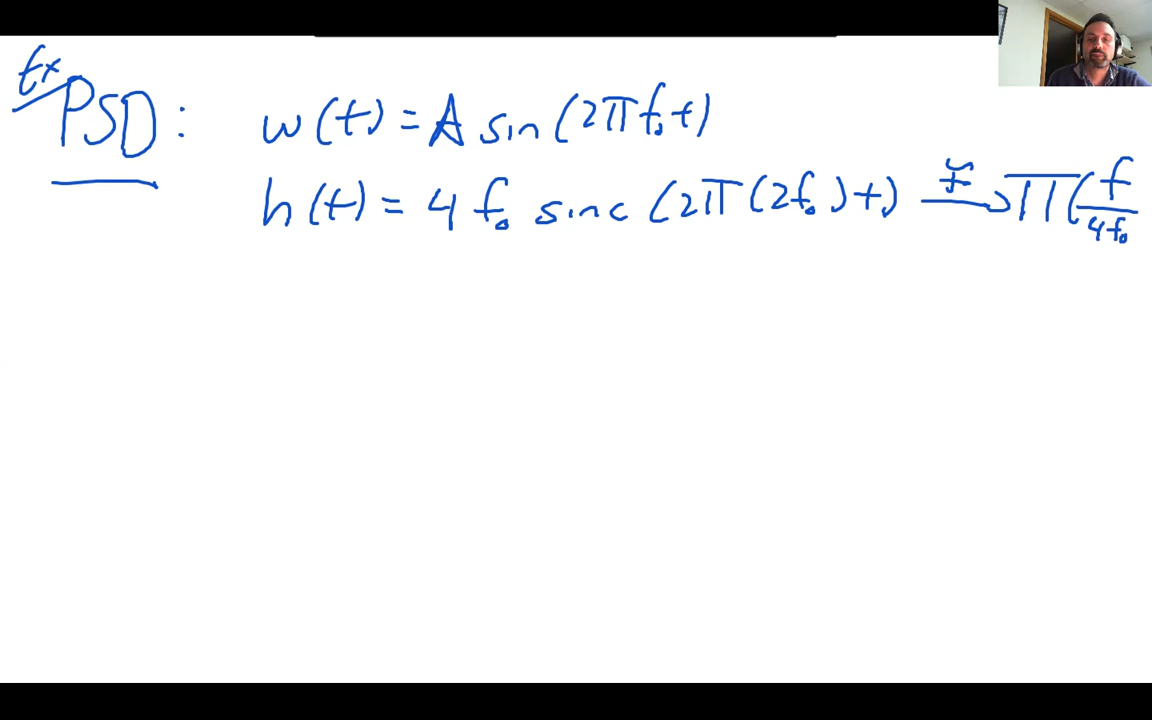 Ex
PSD: w(t) = A sin(2πf₀t)
h(t) = 4f₀ sinc(2π(2f₀)t) —ℱ→ Π(f/4f₀